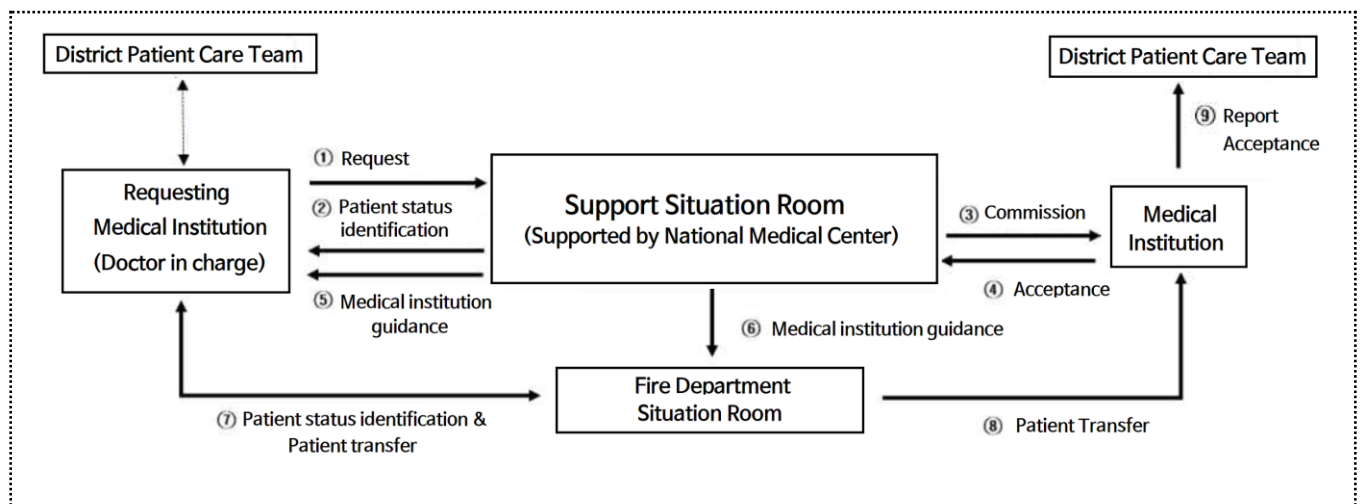 District Patient Care Team
District Patient Care Team
⑨ Report
Acceptance
① Request
Requesting
Medical Institution
(Doctor in charge)
② Patient status
identification
Support Situation Room
(Supported by National Medical Center)
③ Commission
Medical
Institution
④ Acceptance
⑤ Medical institution
guidance
⑥ Medical institution guidance
Fire Department
Situation Room
⑦ Patient status identification &
Patient transfer
⑧ Patient Transfer